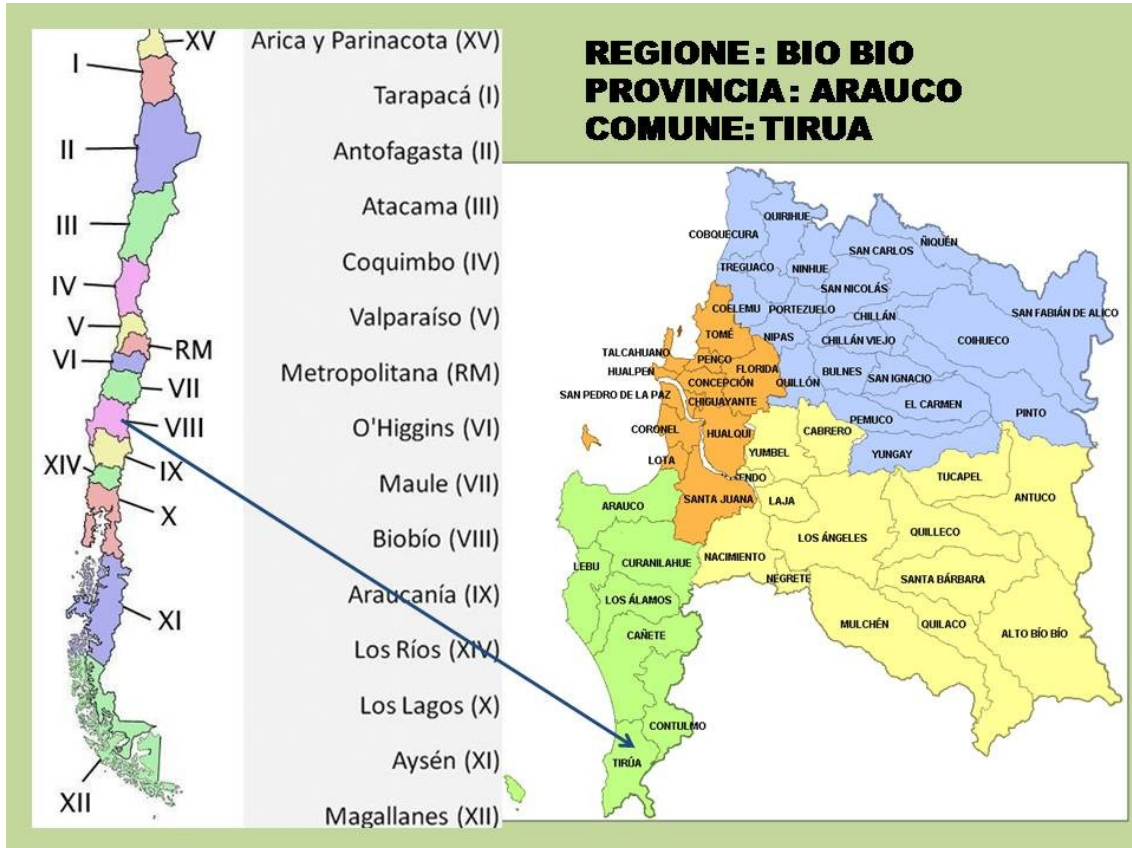 XV
I
II
III
IV
V
RM
VI
VII
VIII
IX
XIV
X
XI
XII
Arica y Parinacota (XV)
Tarapacá (I)
Antofagasta (II)
Atacama (III)
Coquimbo (IV)
Valparaíso (V)
Metropolitana (RM)
O'Higgins (VI)
Maule (VII)
Biobío (VIII)
Araucanía (IX)
Los Ríos (XIV)
Los Lagos (X)
Aysén (XI)
Magallanes (XII)
REGIONE : BIO BIO
PROVINCIA : ARAUCO
COMUNE: TIRUA
QUIRIHUE
COBQUECURA
ÑIQUÉN
SAN CARLOS
TREGUACO
NINHUE
SAN NICOLÁS
COELEMU
PORTEZUELO
SAN FABIÁN DE ALICO
CHILLÁN
TOMÉ
NIPAS
CHILLÁN VIEJO
COIHUECO
TALCAHUANO
PENCO
FLORIDA
BULNES
HUALPEN
CONCEPCIÓN
QUILLÓN
SAN IGNACIO
SAN PEDRO DE LA PAZ
CHIGUAYANTE
EL CARMEN
PINTO
PEMUCO
CORONEL
HUALQUI
CABRERO
YUMBEL
YUNGAY
LOTA
TUCAPEL
SANTA JUANA
LAJA
ANTUCO
ARAUCO
LOS ÁNGELES
QUILLECO
NACIMIENTO
LEBU
CURANILAHUE
NEGRETE
SANTA BÁRBARA
LOS ÁLAMOS
MULCHÉN
QUILACO
ALTO BÍO BÍO
CAÑETE
CONTULMO
TIRÚA